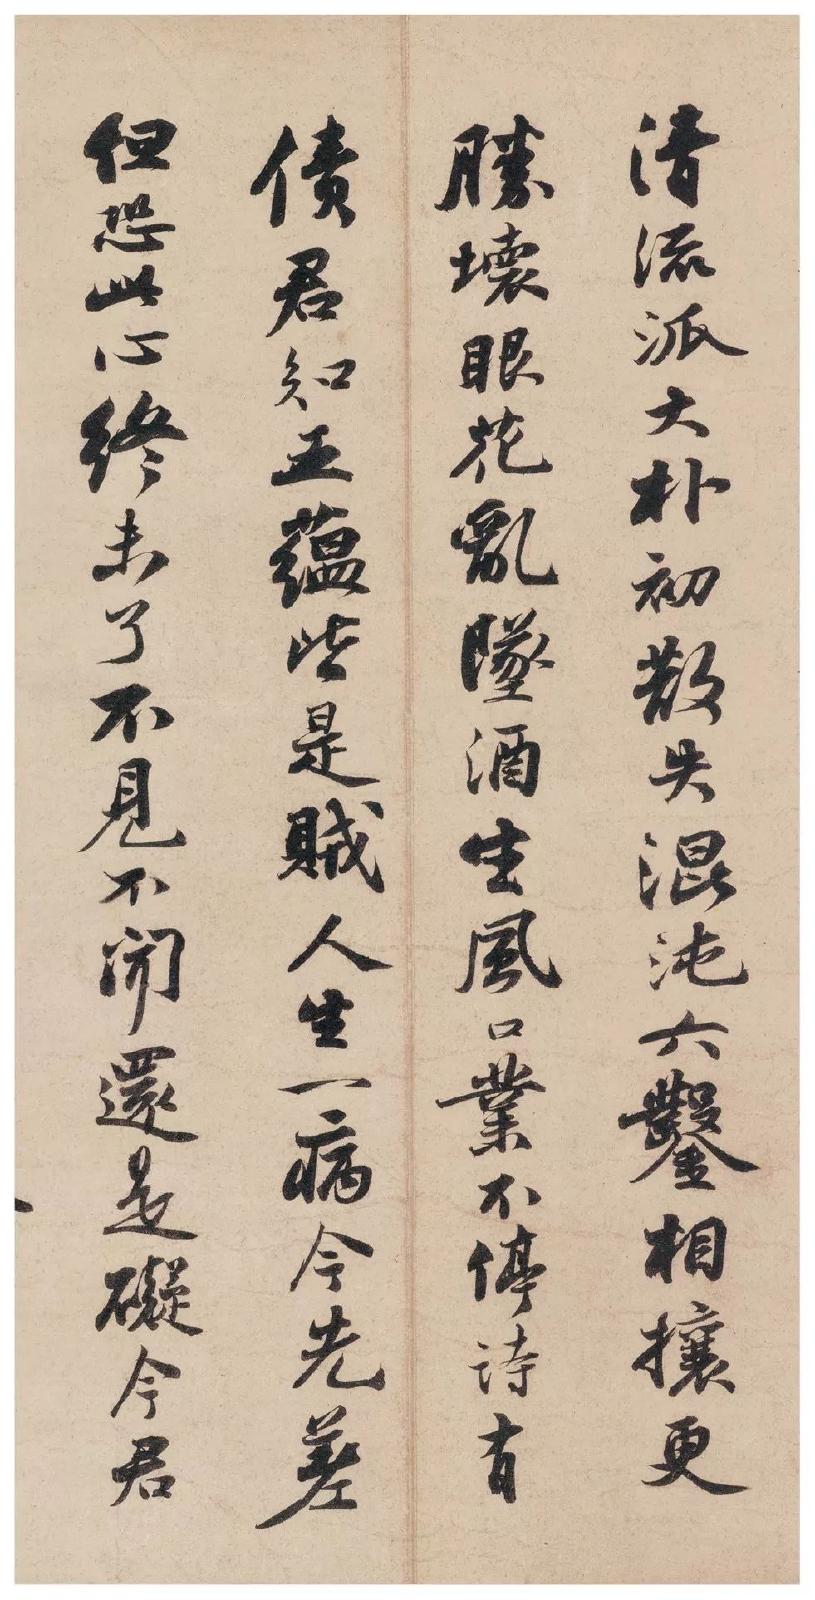 清流派大朴初散失混沌六鑿相攘更
勝壞眼花亂墜酒生風口業不停詩有
債君知五蘊皆是賊人生一病今先差
但恐此心終未了不見不聞還是礙今君